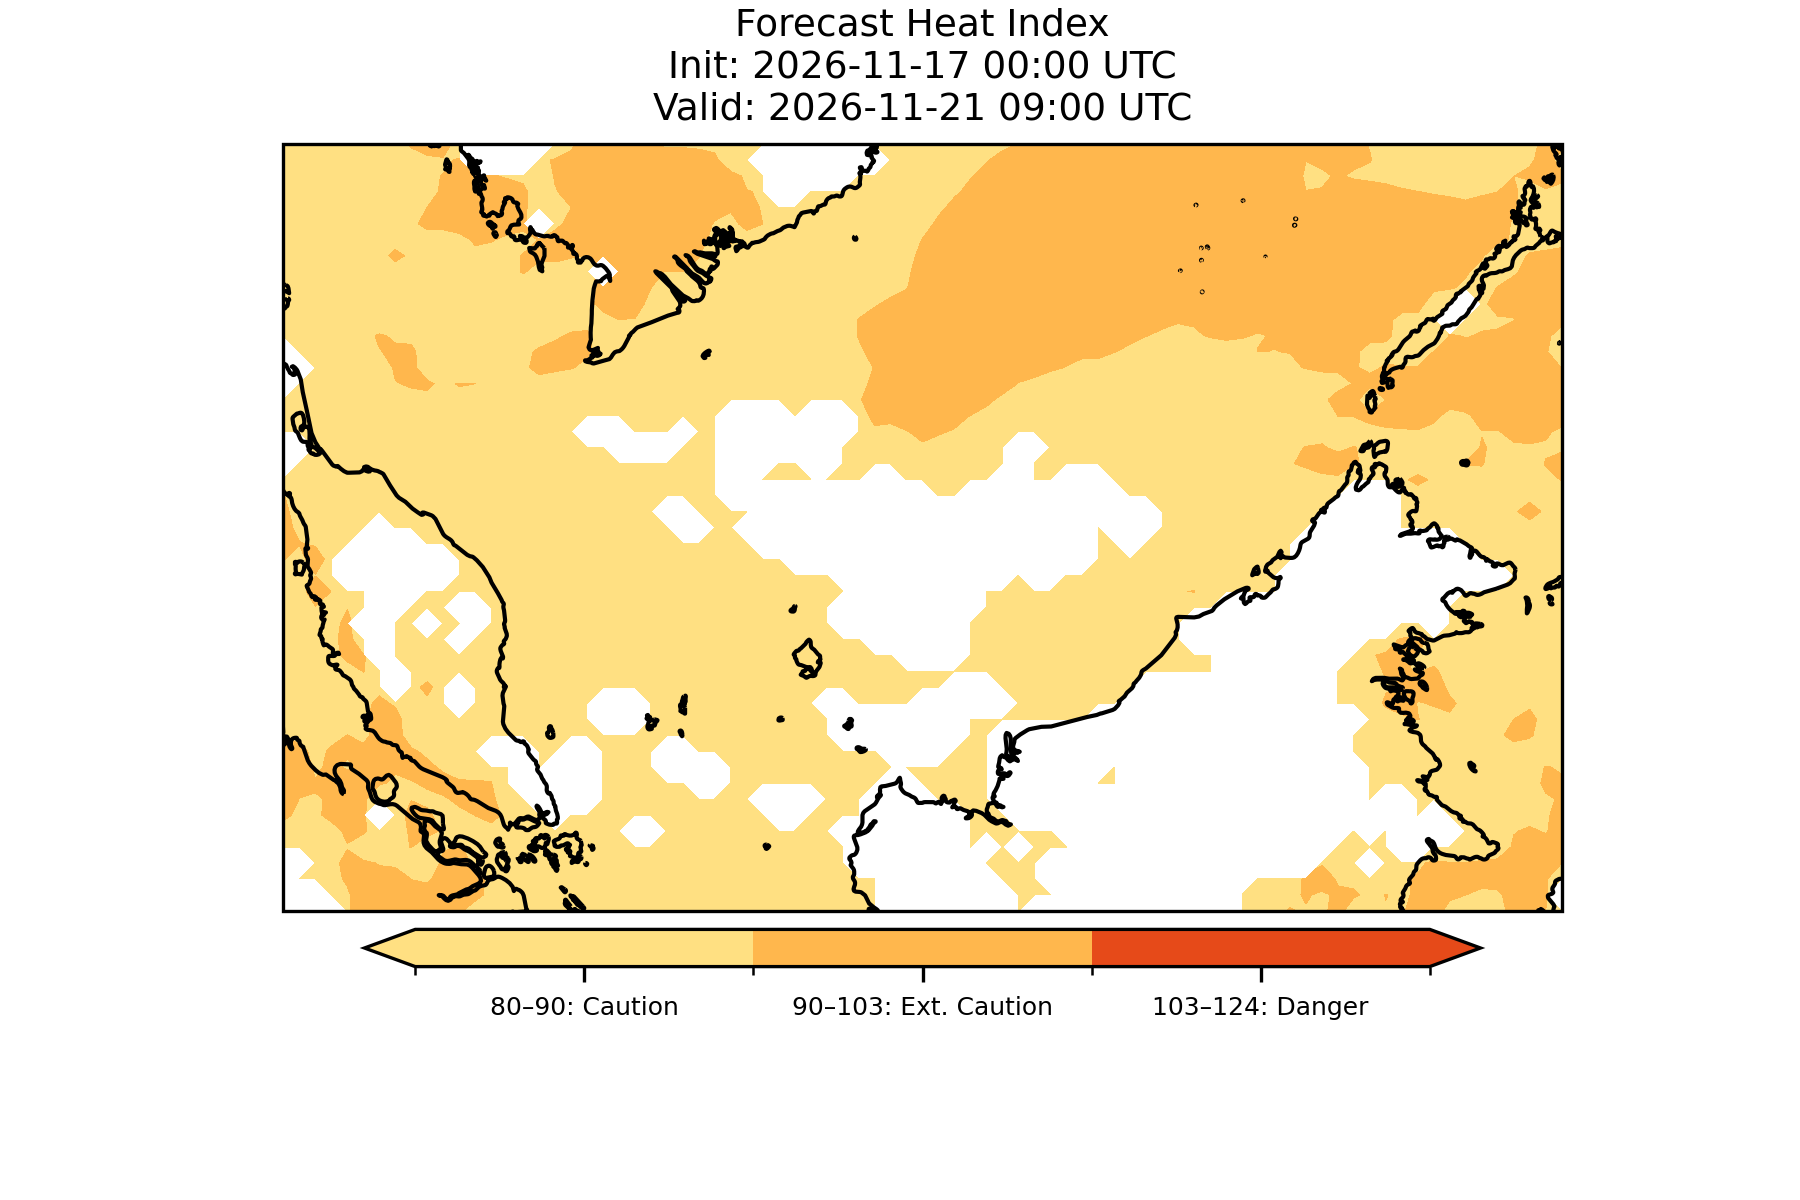 Forecast Heat Index
Init: 2026-11-17 00:00 UTC
Valid: 2026-11-21 09:00 UTC
80–90: Caution
90–103: Ext. Caution
103–124: Danger